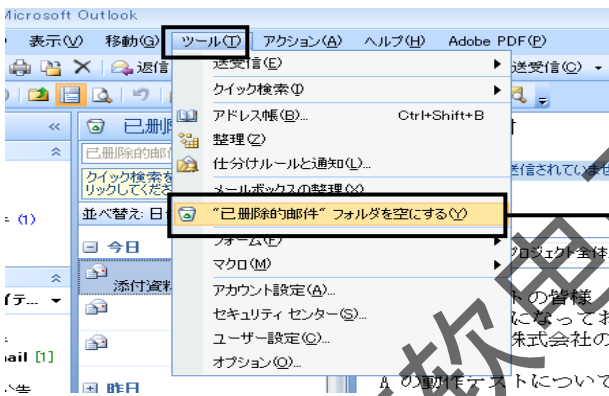 Microsoft Outlook
表示(V) 移動(G) ツール(T) アクション(A) ヘルプ(H) Adobe PDF(P)
返信 送受信(C)
送受信(E)
クイック検索(I)
アドレス帳(B)... Ctrl+Shift+B
整理(Z)
仕分けルールと通知(L)...
メールボックスの整理(X)...
"已删除的邮件" フォルダを空にする(Y)
フォーム(F)
マクロ(M)
アカウント設定(A)...
セキュリティ センター(S)...
ユーザー設定(C)...
オプション(O)...
已删
已删除的邮
クイック検索を
リックしてくださ
並べ替え: 日
今日
添付資料
昨日
(1)
イテ...
mail [1]
送信されていませ
プロジェクト全体
トの皆様
になってお
株式会社の
A の動作テストについて
软电